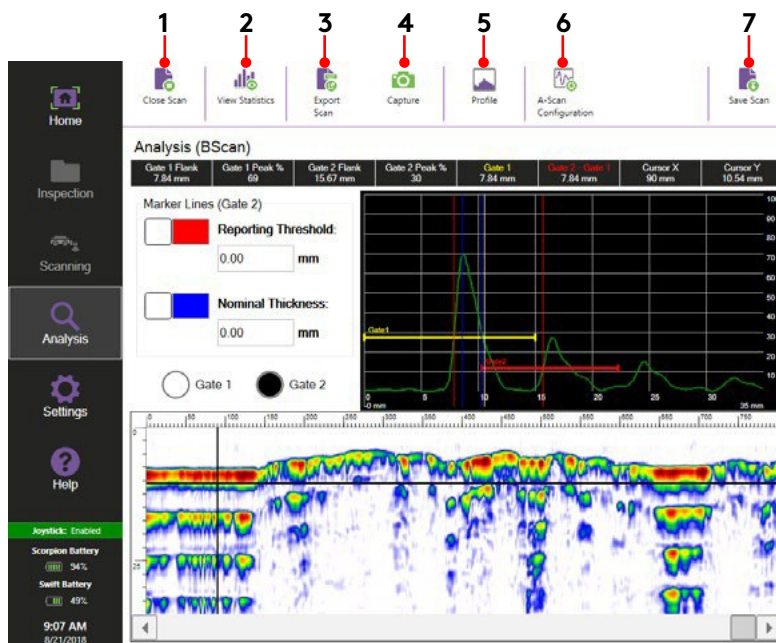 1 2 3 4 5 6 7
Close Scan
View Statistics
Export Scan
Capture
Profile
A-Scan Configuration
Save Scan
Home
Inspection
Scanning
Analysis
Settings
Help
Joystick: Enabled
Scorpion Battery
94%
Swift Battery
49%
9:07 AM
8/21/2018
Analysis (BScan)
Gate 1 Flank Gate 1 Peak % Gate 2 Flank Gate 2 Peak % Gate 1 Gate 2 - Gate 1 Cursor X Cursor Y
7.84 mm 69 15.67 mm 30 7.84 mm 7.84 mm 90 mm 10.54 mm
Marker Lines (Gate 2)
Reporting Threshold:
0.00 mm
Nominal Thickness:
0.00 mm
Gate 1 Gate 2
100
90
80
70
60
50
40
30
20
10
Gate1
Gate2
-0 mm 5 10 15 20 25 30 35 mm
0 50 100 150 200 250 300 350 400 450 500 550 600 650 700 750
0
25